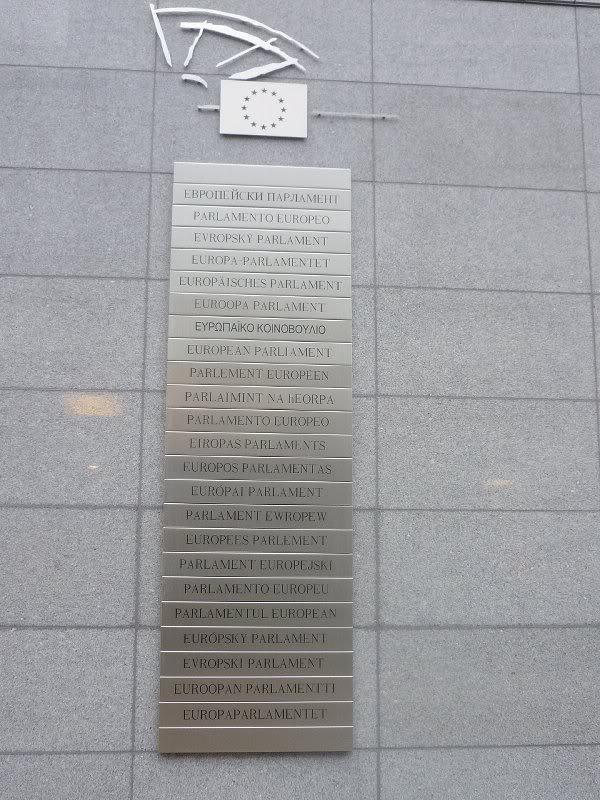 ЕВРОПЕЙСКИ ПАРЛАМЕНТ
PARLAMENTO EUROPEO
EVROPSKÝ PARLAMENT
EUROPA-PARLAMENTET
EUROPÄISCHES PARLAMENT
EUROOPA PARLAMENT
ΕΥΡΩΠΑΪΚΟ ΚΟΙΝΟΒΟΥΛΙΟ
EUROPEAN PARLIAMENT
PARLEMENT EUROPÉEN
PARLAIMINT NA hEORPA
PARLAMENTO EUROPEO
EIROPAS PARLAMENTS
EUROPOS PARLAMENTAS
EURÓPAI PARLAMENT
PARLAMENT EWROPEW
EUROPEES PARLEMENT
PARLAMENT EUROPEJSKI
PARLAMENTO EUROPEU
PARLAMENTUL EUROPEAN
EURÓPSKY PARLAMENT
EVROPSKI PARLAMENT
EUROOPAN PARLAMENTTI
EUROPAPARLAMENTET